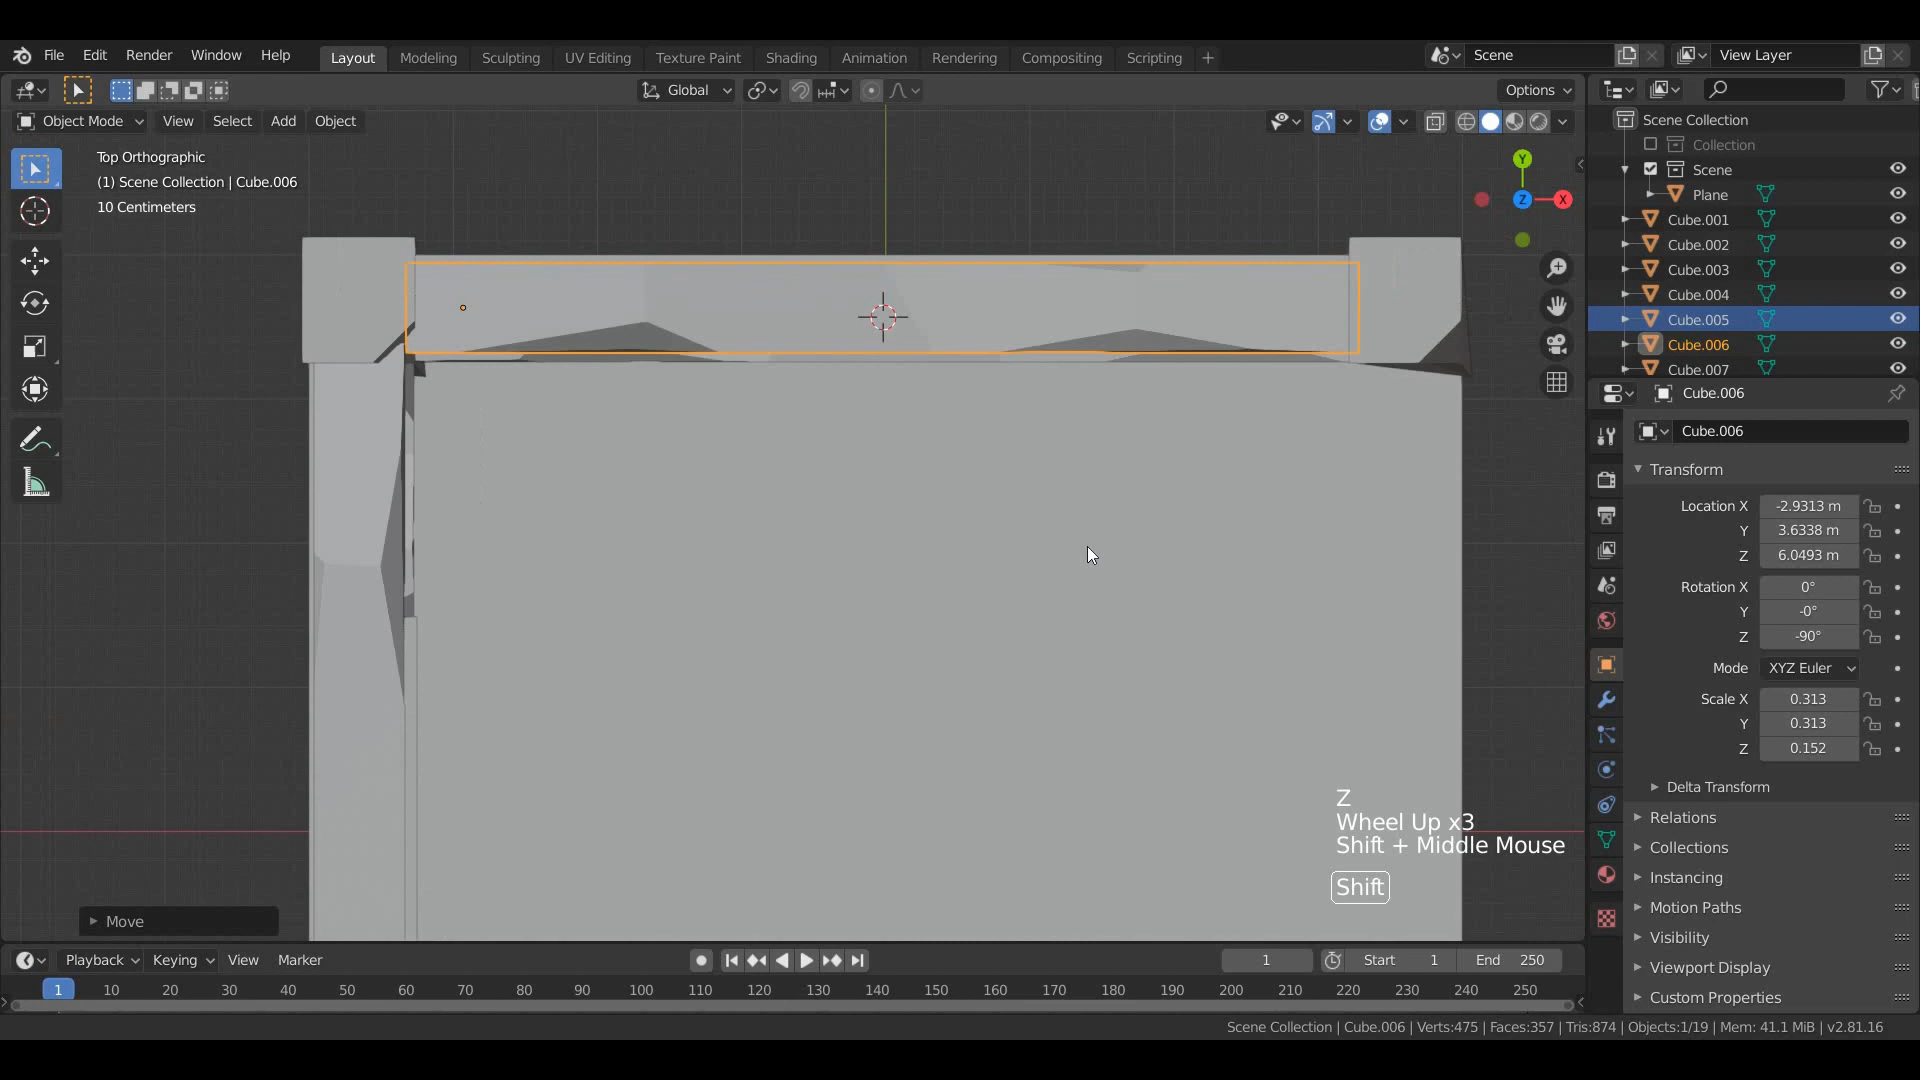 File Edit Render Window Help Layout Modeling Sculpting UV Editing Texture Paint Shading Animation Rendering Compositing Scripting + Scene View Layer
Global Options
Object Mode View Select Add Object
Top Orthographic
(1) Scene Collection | Cube.006
10 Centimeters
Y
Z X
Z
Wheel Up x3
Shift + Middle Mouse
Shift
Move
Scene Collection
Collection
Scene
Plane
Cube.001
Cube.002
Cube.003
Cube.004
Cube.005
Cube.006
Cube.007
Cube.006
Cube.006
Transform
Location X -2.9313 m
Y 3.6338 m
Z 6.0493 m
Rotation X 0°
Y -0°
Z -90°
Mode XYZ Euler
Scale X 0.313
Y 0.313
Z 0.152
Delta Transform
Relations
Collections
Instancing
Motion Paths
Visibility
Viewport Display
Custom Properties
Playback Keying View Marker 1 Start 1 End 250
1 10 20 30 40 50 60 70 80 90 100 110 120 130 140 150 160 170 180 190 200 210 220 230 240 250
Scene Collection | Cube.006 | Verts:475 | Faces:357 | Tris:874 | Objects:1/19 | Mem: 41.1 MiB | v2.81.16